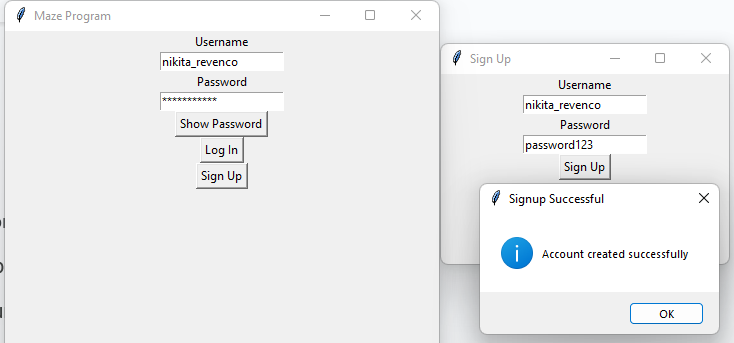 Maze Program
Username
nikita_revenco
Password
***********
Show Password
Log In
Sign Up
Sign Up
Username
nikita_revenco
Password
password123
Sign Up
Signup Successful
Account created successfully
OK